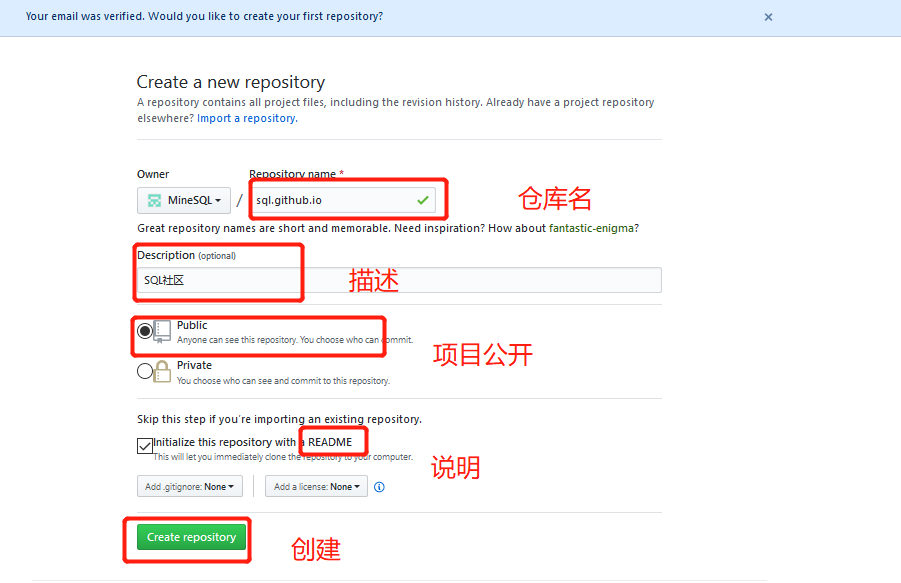 Your email was verified. Would you like to create your first repository?
Create a new repository
A repository contains all project files, including the revision history. Already have a project repository
elsewhere? Import a repository.
Owner
Repository name *
MineSQL
/
sql.github.io
仓库名
Great repository names are short and memorable. Need inspiration? How about fantastic-enigma?
Description (optional)
SQL社区
描述
Public
Anyone can see this repository. You choose who can commit.
项目公开
Private
You choose who can see and commit to this repository.
Skip this step if you're importing an existing repository.
Initialize this repository with a README
This will let you immediately clone the repository to your computer.
说明
Add .gitignore: None
Add a license: None
Create repository
创建